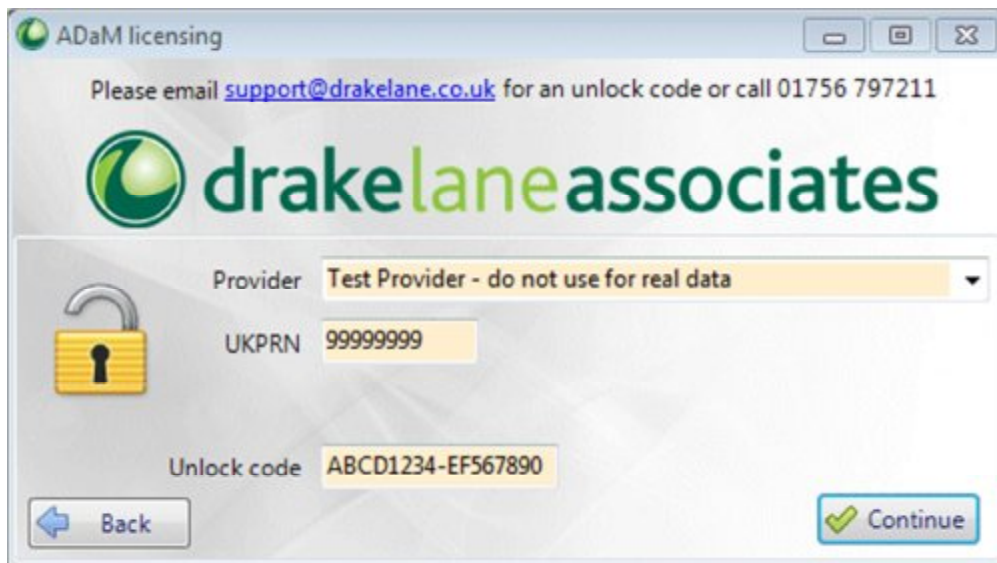 ADaM licensing
Please email support@drakelane.co.uk for an unlock code or call 01756 797211
drakelaneassociates
Provider Test Provider - do not use for real data
UKPRN 99999999
Unlock code ABCD1234-EF567890
Back Continue